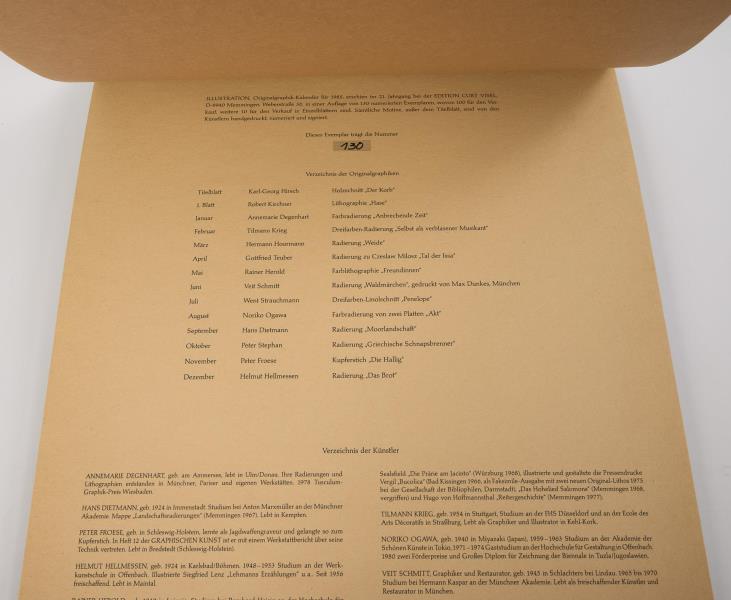 ILLUSTRATION, Originalgraphik-Kalender für 1985, erschien im 21. Jahrgang bei der EDITION CURT VISEL,
D-8940 Memmingen, Weberstraße 36, in einer Auflage von 130 numerierten Exemplaren, wovon 100 für den Ver-
kauf, weitere 10 für den Verkauf in Einzelblättern sind. Sämtliche Motive, außer dem Titelblatt, sind von den
Künstlern handgedruckt, numeriert und signiert.
Dieses Exemplar trägt die Nummer
130
Verzeichnis der Originalgraphiken
Titelblatt Karl-Georg Hirsch Holzschnitt „Der Korb“
1. Blatt Robert Kirchner Lithographie „Hase“
Januar Annemarie Degenhart Farbradierung „Anbrechende Zeit“
Februar Tilmann Krieg Dreifarben-Radierung „Selbst als verblasener Musikant“
März Hermann Hourmann Radierung „Weide“
April Gottfried Teuber Radierung zu Czeslaw Milosz „Tal der Issa“
Mai Rainer Herold Farblithographie „Freundinnen“
Juni Veit Schmitt Radierung „Waldmärchen“, gedruckt von Max Dunkes, München
Juli West Strauchmann Dreifarben-Linolschnitt „Penelope“
August Noriko Ogawa Farbradierung von zwei Platten „Akt“
September Hans Dietmann Radierung „Moorlandschaft“
Oktober Peter Stephan Radierung „Griechische Schnapsbrenner“
November Peter Froese Kupferstich „Die Hallig“
Dezember Helmut Hellmessen Radierung „Das Brot“
Verzeichnis der Künstler
ANNEMARIE DEGENHART, geb. am Ammersee, lebt in Ulm/Donau. Ihre Radierungen und
Lithographien entstanden in Münchner, Pariser und eigenen Werkstätten. 1978 Tusculum-
Graphik-Preis Wiesbaden.
HANS DIETMANN, geb. 1924 in Immenstadt. Studien bei Anton Marxmüller an der Münchner
Akademie. Mappe „Landschaftsradierungen“ (Memmingen 1967). Lebt in Kempten.
PETER FROESE, geb. in Schleswig-Holstein, lernte als Jagdwaffengraveur und gelangte so zum
Kupferstich. In Heft 12 der GRAPHISCHEN KUNST ist er mit einem Werkstattbericht über seine
Technik vertreten. Lebt in Bredstedt (Schleswig-Holstein).
HELMUT HELLMESSEN, geb. 1924 in Karlsbad/Böhmen. 1948–1953 Studium an der Werk-
kunstschule in Offenbach. Illustrierte Siegfried Lenz „Lehmanns Erzählungen“ u.a. Seit 1956
freischaffend. Lebt in Maintal.
Sealsfield „Die Prärie am Jacinto“ (Würzburg 1968), illustrierte und gestaltete die Pressendrucke
Vergil „Bucolica“ (Bad Kissingen 1968, als Faksimile-Ausgabe mit zwei neuen Original-Lithos 1975
bei der Gesellschaft der Bibliophilen, Darmstadt), „Das Hohelied Salomons“ (Memmingen 1968,
vergriffen) und Hugo von Hoffmannsthal „Reitergeschichte“ (Memmingen 1977).
TILMANN KRIEG, geb. 1954 in Stuttgart, Studium an der FHS Düsseldorf und an der Ecole des
Arts Décoratifs in Straßburg. Lebt als Graphiker und Illustrator in Kehl-Kork.
NORIKO OGAWA, geb. 1940 in Miyazaki (Japan), 1959–1963 Studium an der Akademie der
Schönen Künste in Tokio, 1971–1974 Gaststudium an der Hochschule für Gestaltung in Offenbach.
1980 zwei Förderpreise und Großes Diplom für Zeichnung der Biennale in Tuzla/Jugoslawien.
VEIT SCHMITT, Graphiker und Restaurator, geb. 1945 in Schlachters bei Lindau. 1965 bis 1970
Studium bei Hermann Kaspar an der Münchner Akademie. Lebt als freischaffender Künstler und
Restaurator in München.